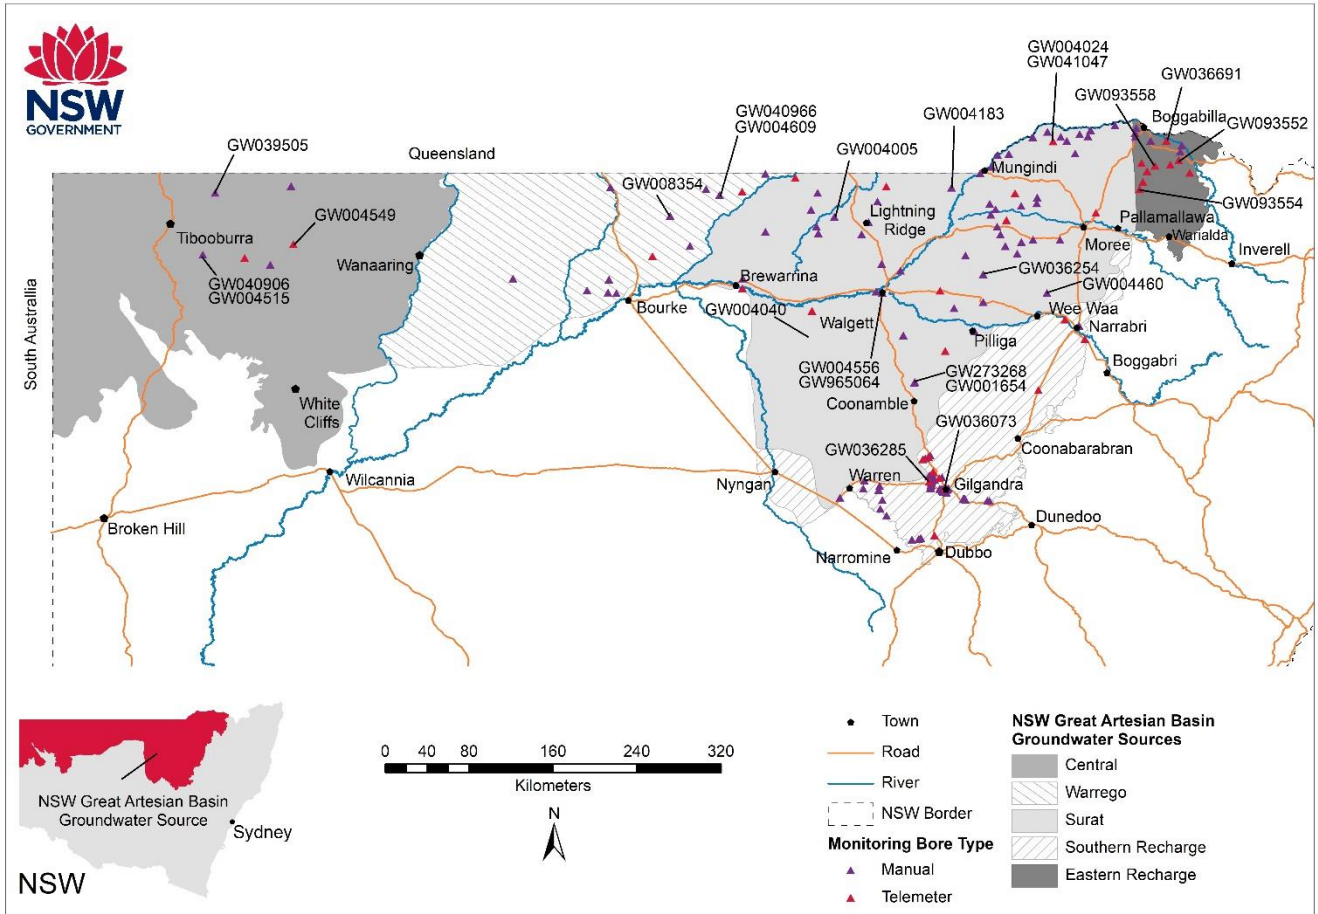 NSW
GOVERNMENT
GW004024
GW041047
GW036691
GW093558
Boggabilla
GW093552
GW040966
GW004609
GW004183
GW039505
Queensland
GW004005
Mungindi
GW008354
GW093554
Tibooburra
GW004549
Lightning
Ridge
Pallamallawa
Warialda
Moree
Inverell
Wanaaring
GW040906
GW004515
Brewarrina
GW036254
GW004460
Bourke
GW004040
Walgett
Wee Waa
Narrabri
Pilliga
South Australlia
GW004556
GW965064
GW273268
GW001654
Boggabri
White
Cliffs
Coonamble
GW036073
GW036285
Coonabarabran
Wilcannia
Nyngan
Warren
Gilgandra
Broken Hill
Dunedoo
Narromine
Dubbo
NSW Great Artesian Basin
Groundwater Source
Sydney
NSW
0 40 80 160 240 320
Kilometers
N
Town
Road
River
NSW Border
Monitoring Bore Type
Manual
Telemeter
NSW Great Artesian Basin
Groundwater Sources
Central
Warrego
Surat
Southern Recharge
Eastern Recharge